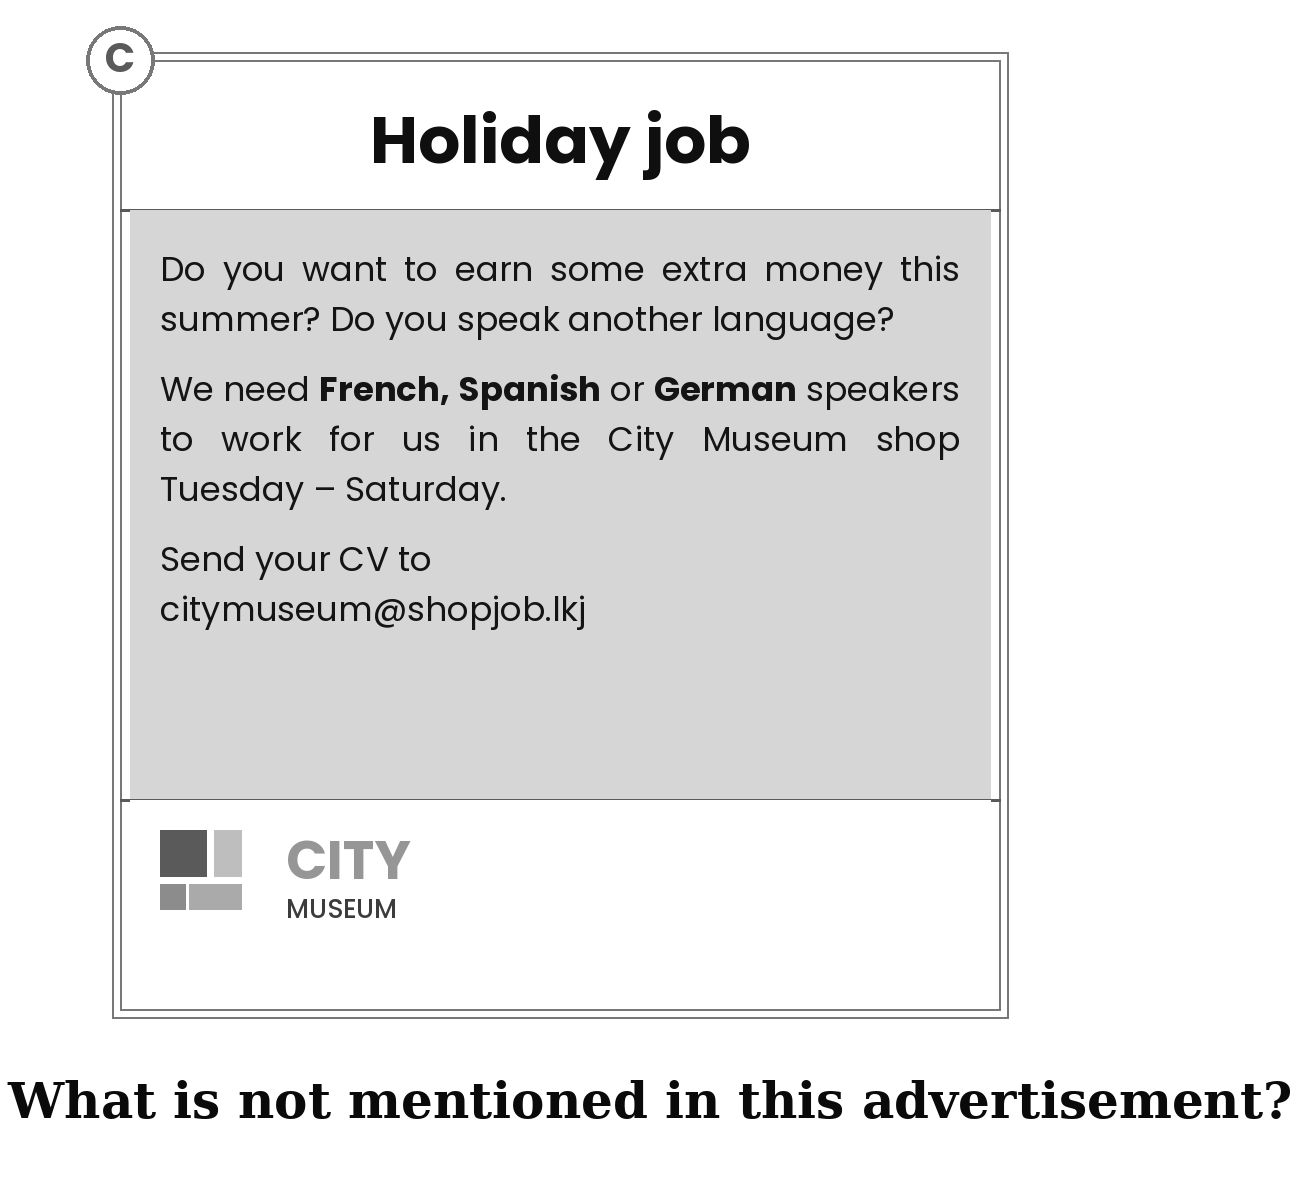 C
Holiday job
Do you want to earn some extra money this
summer? Do you speak another language?
We need French, Spanish or German speakers
to work for us in the City Museum shop
Tuesday – Saturday.
Send your CV to
citymuseum@shopjob.lkj
CITY
MUSEUM
What is not mentioned in this advertisement?